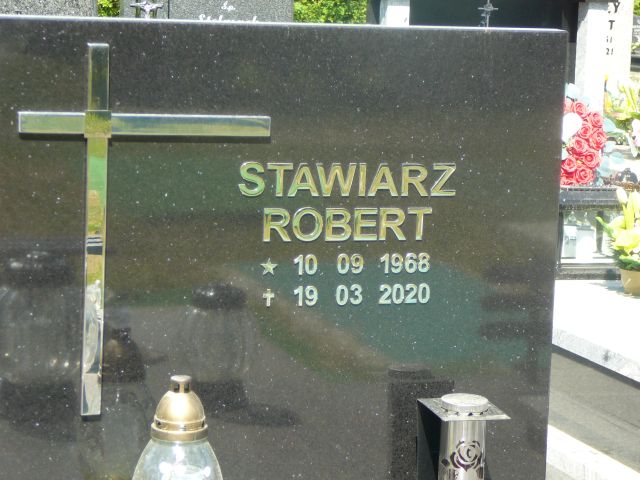 STAWIARZ
ROBERT
★ 10 09 1968
✝ 19 03 2020